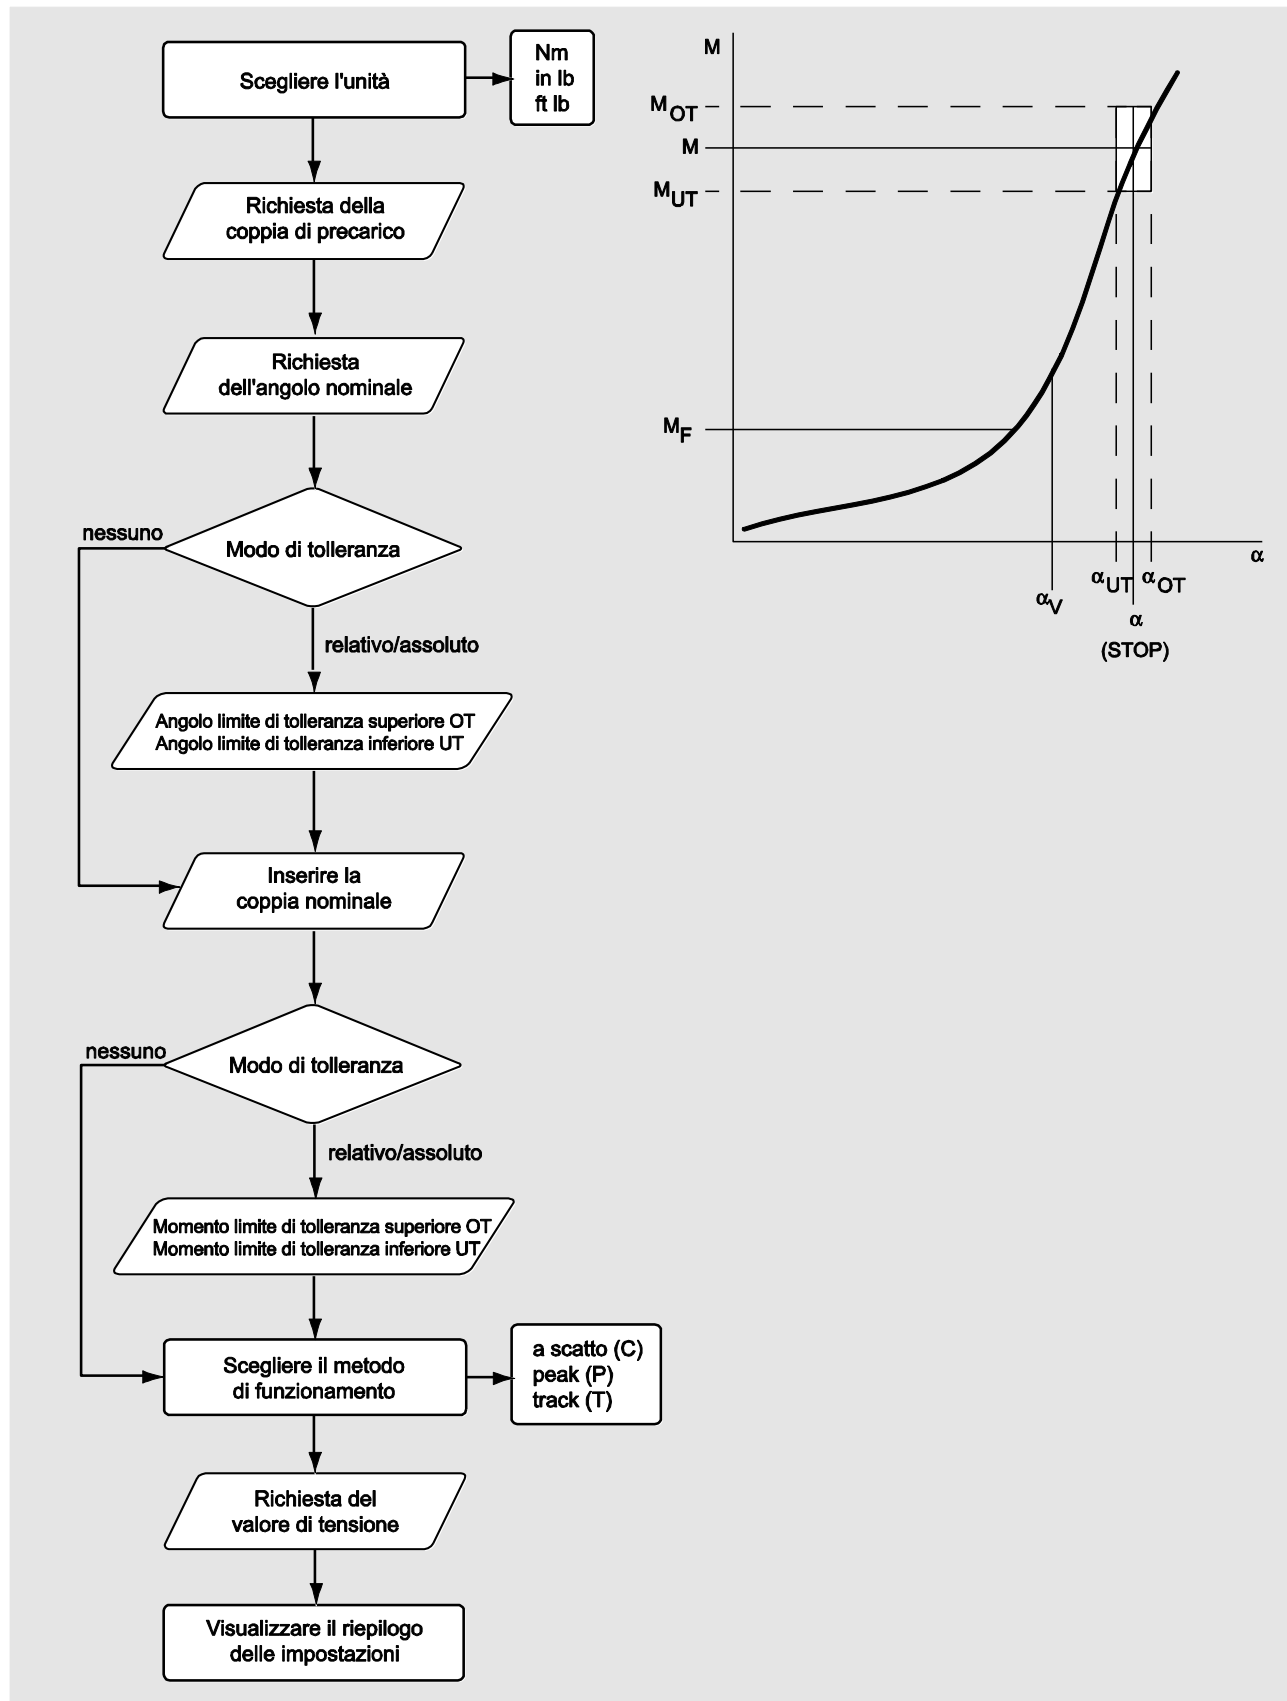 Scegliere l'unità
Nm
in lb
ft lb
Richiesta della
coppia di precarico
Richiesta
dell'angolo nominale
nessuno
Modo di tolleranza
relativo/assoluto
Angolo limite di tolleranza superiore OT
Angolo limite di tolleranza inferiore UT
Inserire la
coppia nominale
nessuno
Modo di tolleranza
relativo/assoluto
Momento limite di tolleranza superiore OT
Momento limite di tolleranza inferiore UT
Scegliere il metodo
di funzionamento
a scatto (C)
peak (P)
track (T)
Richiesta del
valore di tensione
Visualizzare il riepilogo
delle impostazioni
M
MOT
M
MUT
MF
α
αUT αOT
αV
α
(STOP)